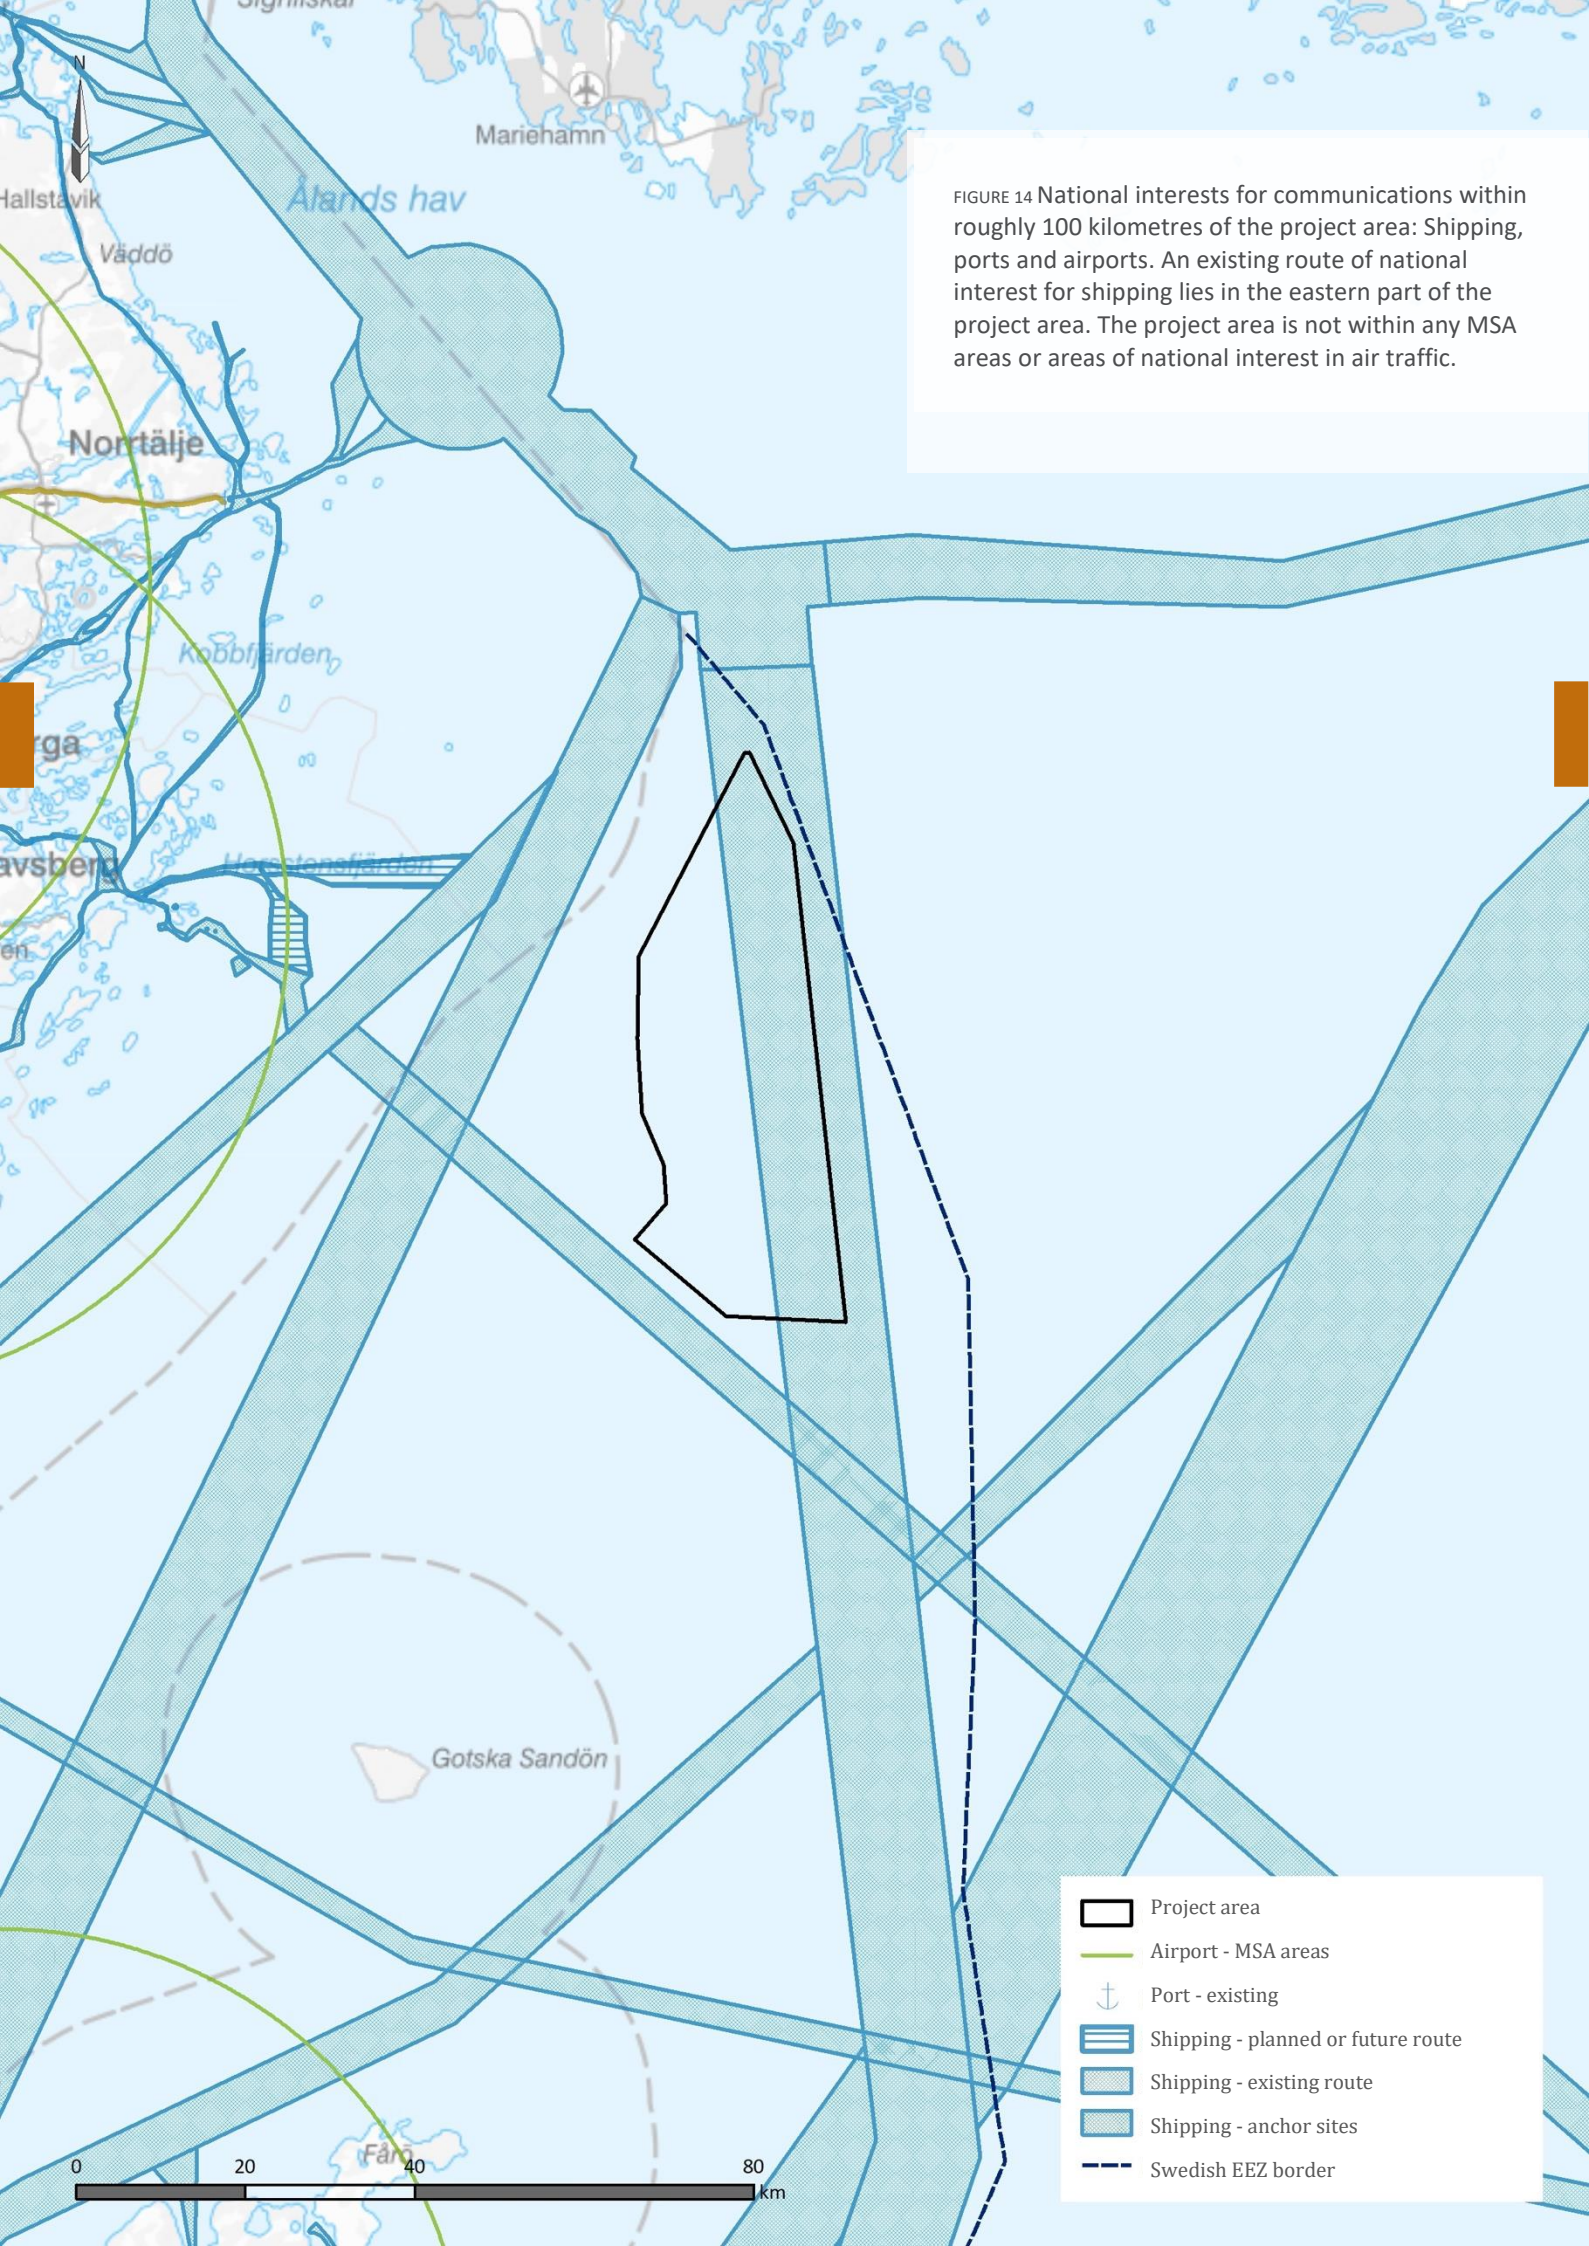 N
Mariehamn
Ålands hav
Hallstavik
Väddö
FIGURE 14 National interests for communications within
roughly 100 kilometres of the project area: Shipping,
ports and airports. An existing route of national
interest for shipping lies in the eastern part of the
project area. The project area is not within any MSA
areas or areas of national interest in air traffic.
Norrtälje
Kobbfjärden
rga
avsberg
en
Gotska Sandön
Project area
Airport - MSA areas
Port - existing
Shipping - planned or future route
Shipping - existing route
Shipping - anchor sites
Swedish EEZ border
Fårö
0 20 40 80
km